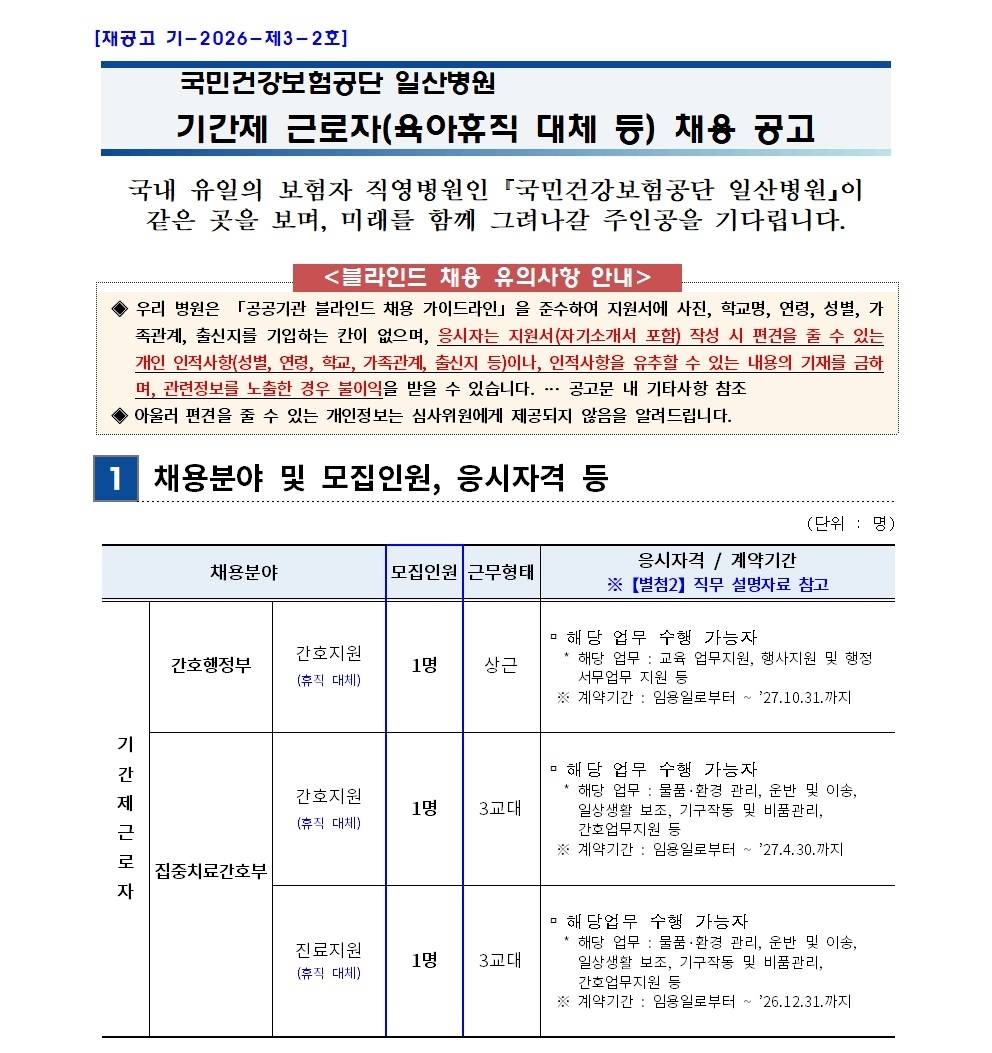 [재공고 기-2026-제3-2호]
국민건강보험공단 일산병원
기간제 근로자(육아휴직 대체 등) 채용 공고
국내 유일의 보험자 직영병원인 『국민건강보험공단 일산병원』이
같은 곳을 보며, 미래를 함께 그려나갈 주인공을 기다립니다.
<블라인드 채용 유의사항 안내>
◈ 우리 병원은 「공공기관 블라인드 채용 가이드라인」을 준수하여 지원서에 사진, 학교명, 연령, 성별, 가
족관계, 출신지를 기입하는 칸이 없으며, 응시자는 지원서(자기소개서 포함) 작성 시 편견을 줄 수 있는
개인 인적사항(성별, 연령, 학교, 가족관계, 출신지 등)이나, 인적사항을 유추할 수 있는 내용의 기재를 금하
며, 관련정보를 노출한 경우 불이익을 받을 수 있습니다. … 공고문 내 기타사항 참조
◈ 아울러 편견을 줄 수 있는 개인정보는 심사위원에게 제공되지 않음을 알려드립니다.
1 채용분야 및 모집인원, 응시자격 등
(단위 : 명)
채용분야 모집인원 근무형태 응시자격 / 계약기간
※【별첨2】직무 설명자료 참고
기간제근로자
간호행정부
간호지원
(휴직 대체)
1명
상근
▫ 해당 업무 수행 가능자
* 해당 업무 : 교육 업무지원, 행사지원 및 행정
서무업무 지원 등
※ 계약기간 : 임용일로부터 ~ ’27.10.31.까지
집중치료간호부
간호지원
(휴직 대체)
1명
3교대
▫ 해당 업무 수행 가능자
* 해당 업무 : 물품·환경 관리, 운반 및 이송,
일상생활 보조, 기구작동 및 비품관리,
간호업무지원 등
※ 계약기간 : 임용일로부터 ~ ’27.4.30.까지
진료지원
(휴직 대체)
1명
3교대
▫ 해당업무 수행 가능자
* 해당 업무 : 물품·환경 관리, 운반 및 이송,
일상생활 보조, 기구작동 및 비품관리,
간호업무지원 등
※ 계약기간 : 임용일로부터 ~ ’26.12.31.까지